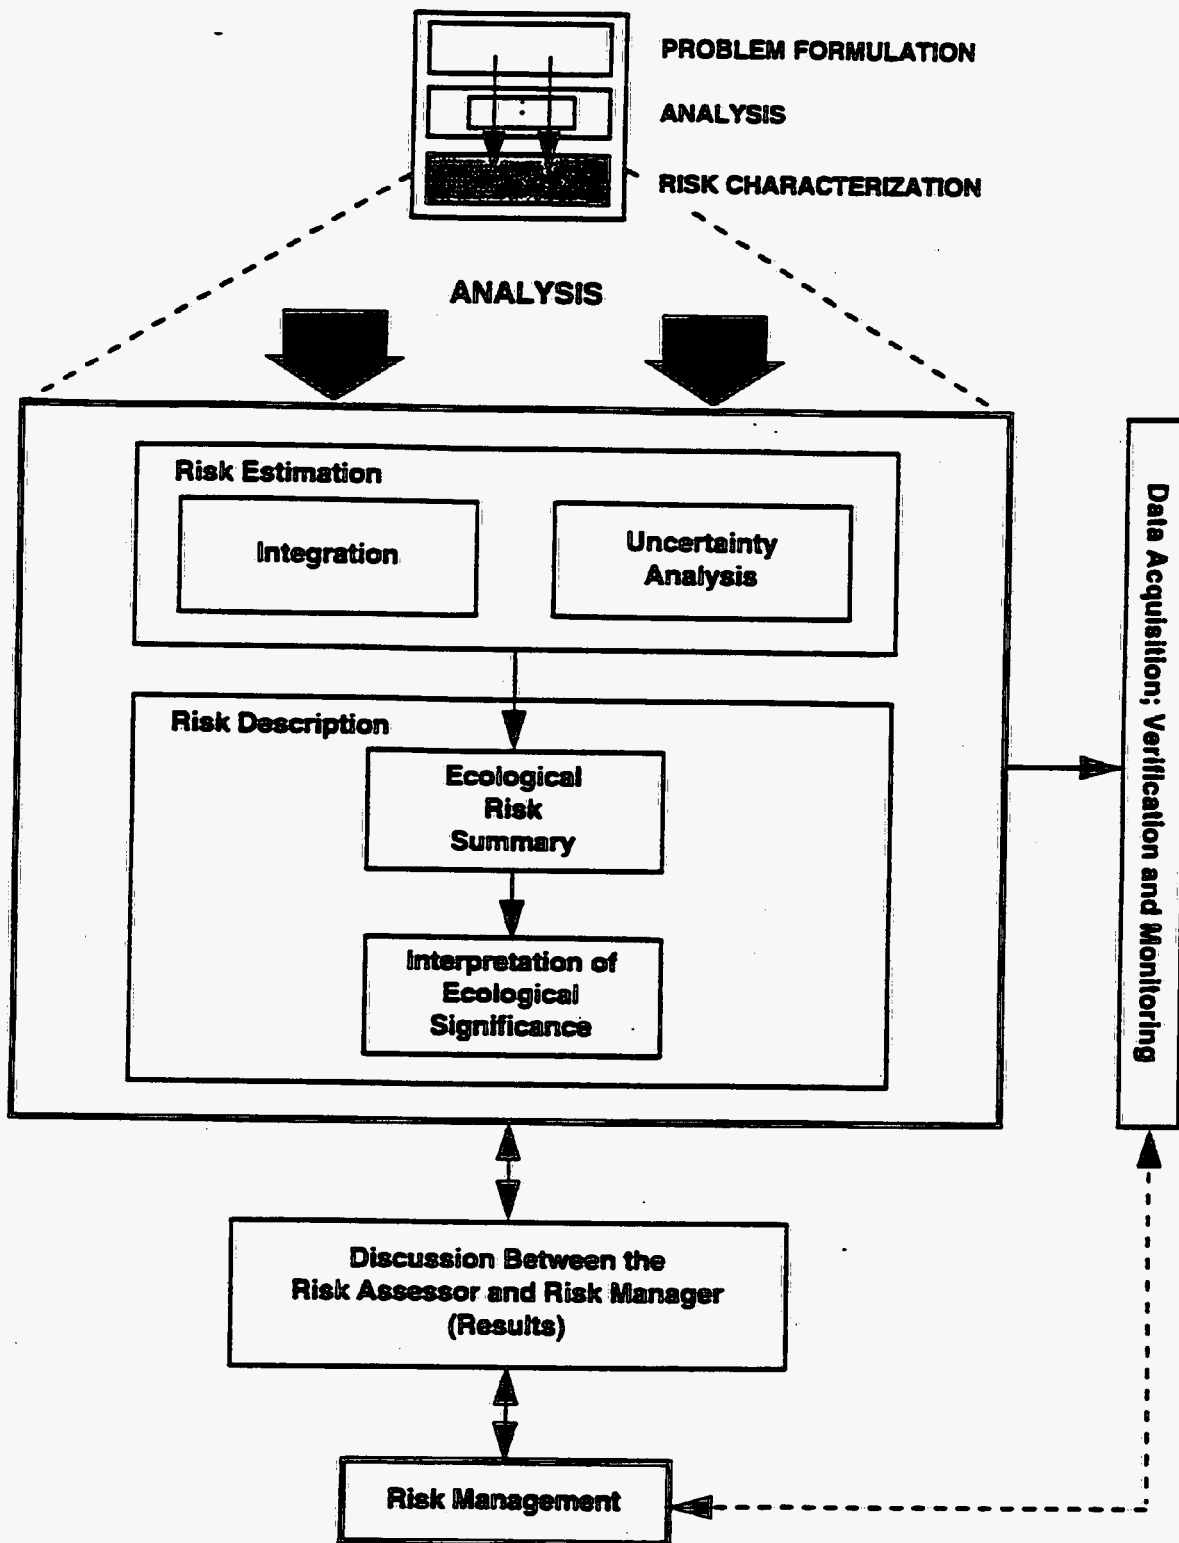 PROBLEM FORMULATION
ANALYSIS
RISK CHARACTERIZATION
ANALYSIS
Risk Estimation
Integration
Uncertainty
Analysis
Risk Description
Ecological
Risk
Summary
Interpretation of
Ecological
Significance
Data Acquisition; Verification and Monitoring
Discussion Between the
Risk Assessor and Risk Manager
(Results)
Risk Management